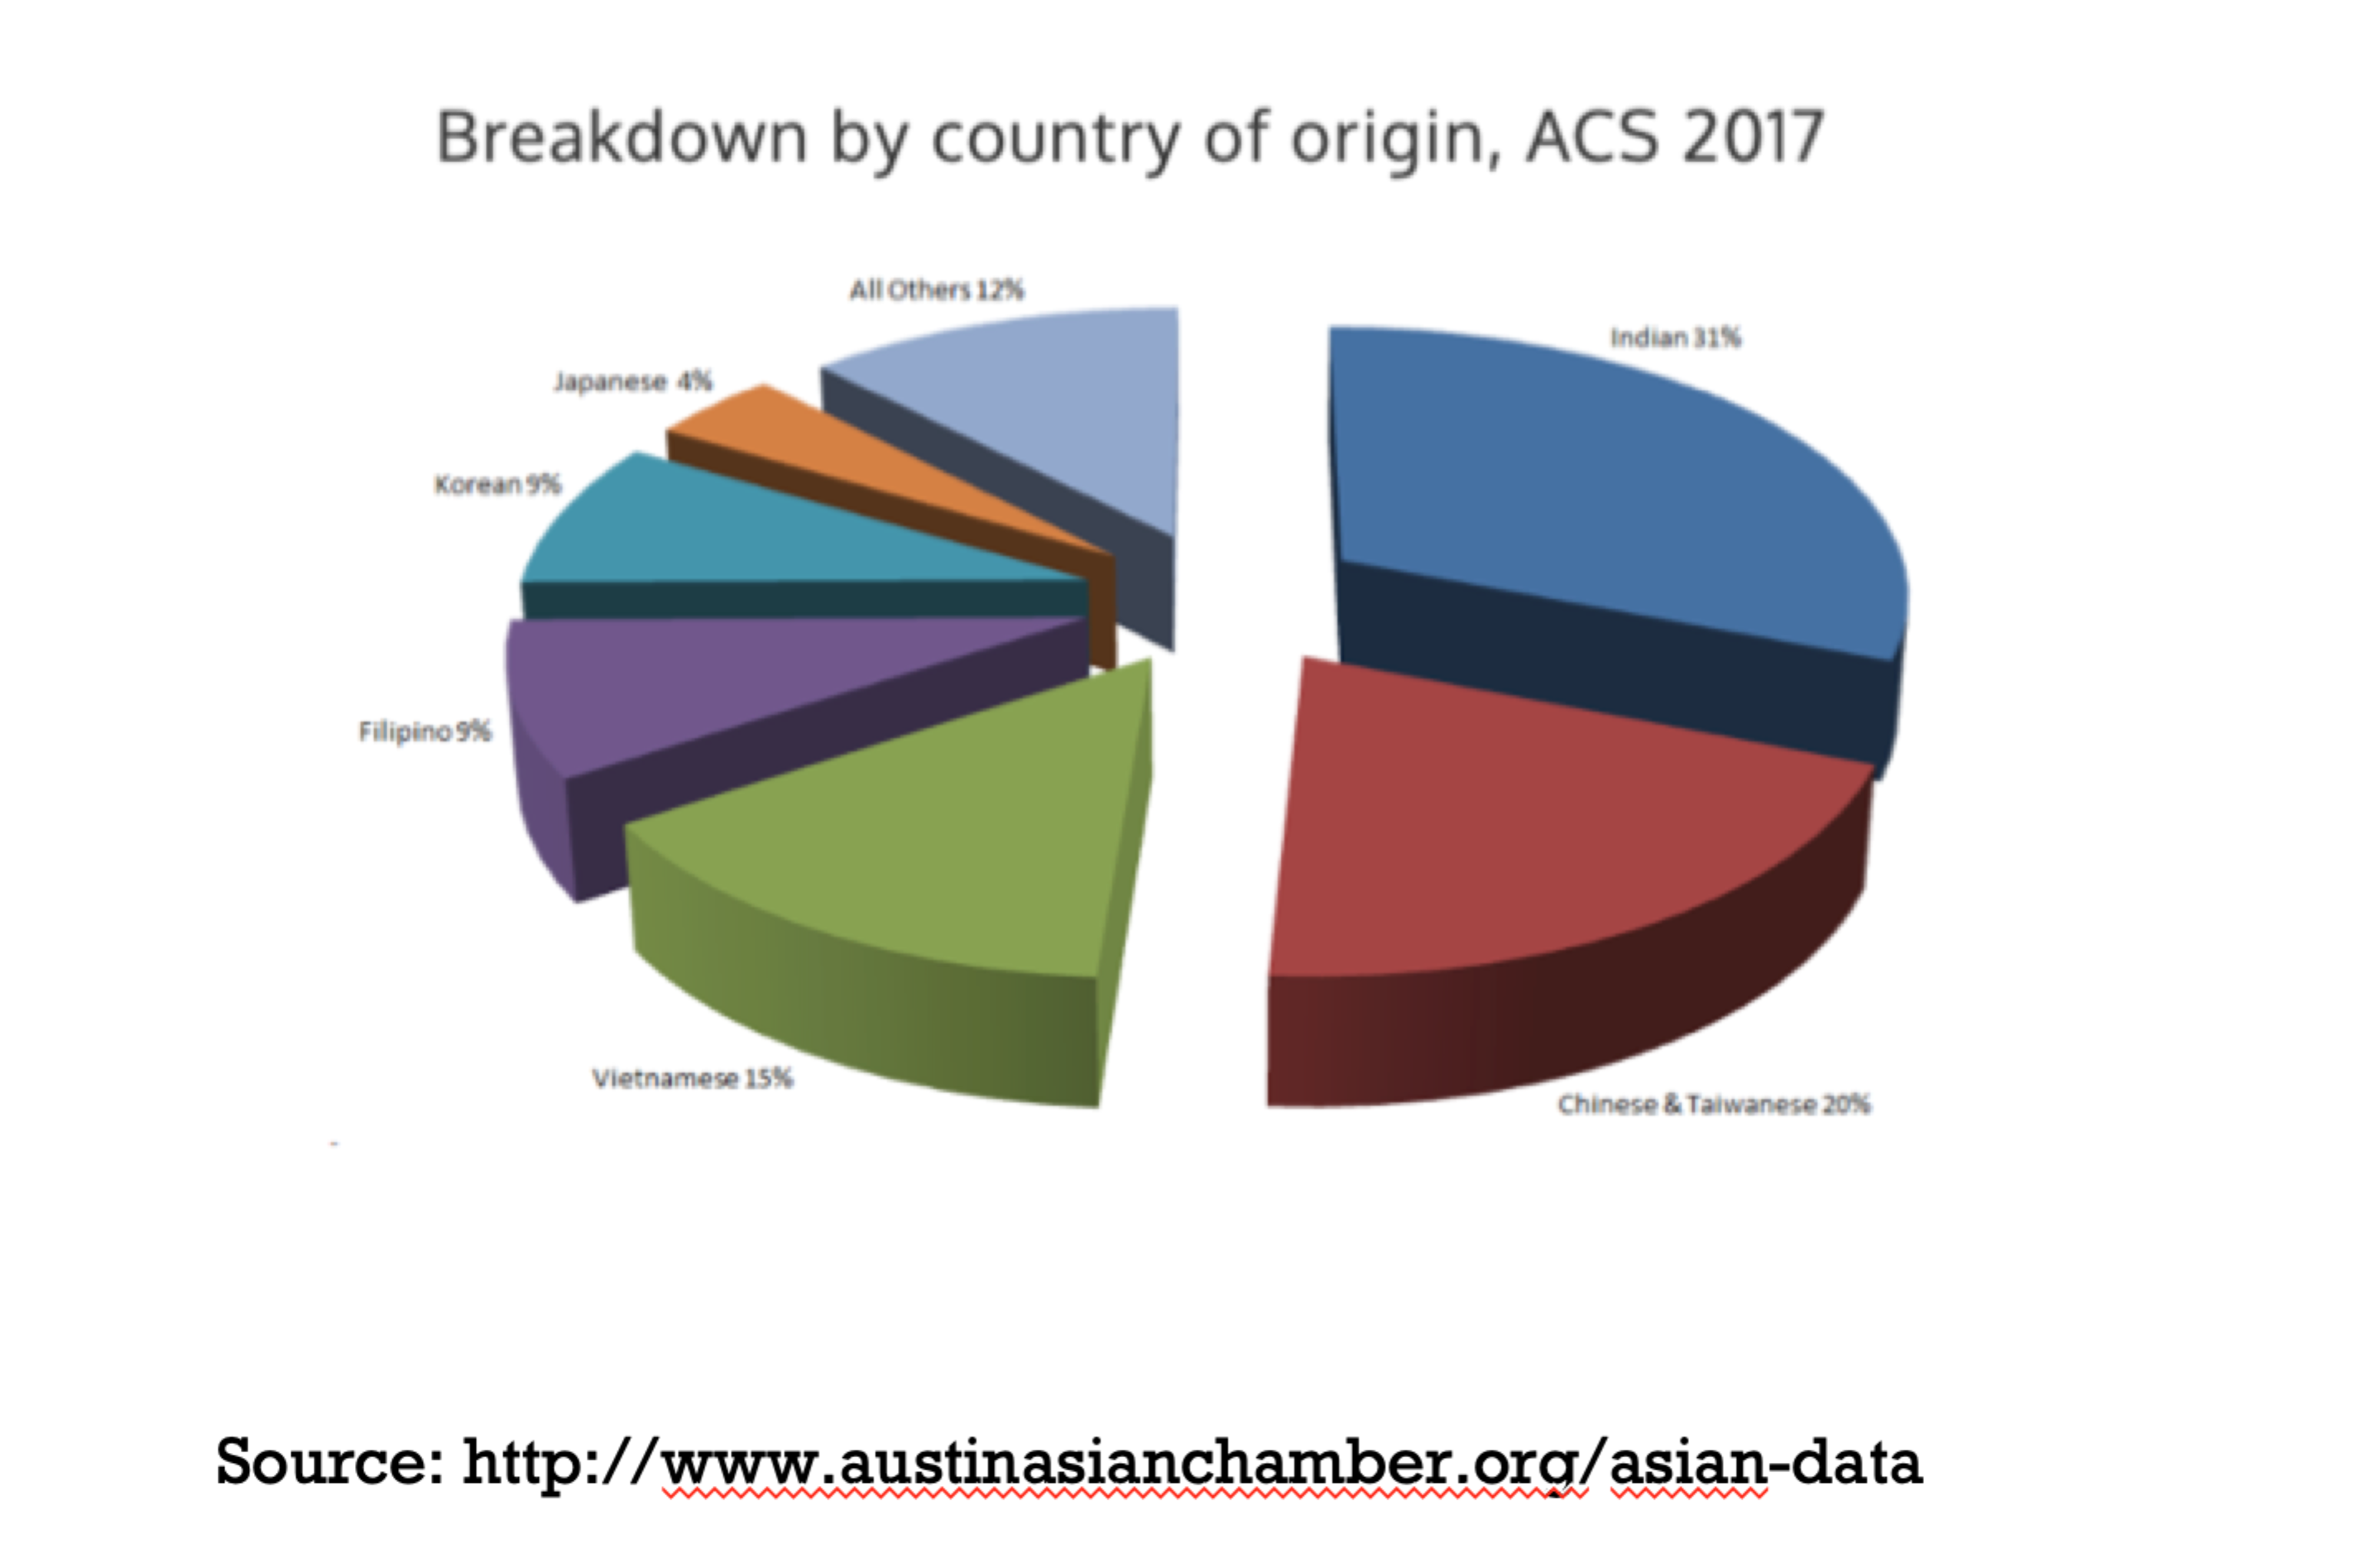 Breakdown by country of origin, ACS 2017
All Others 12%
Indian 31%
Japanese 4%
Korean 9%
Filipino 9%
Vietnamese 15%
Chinese & Taiwanese 20%
Source: http://www.austinasianchamber.org/asian-data